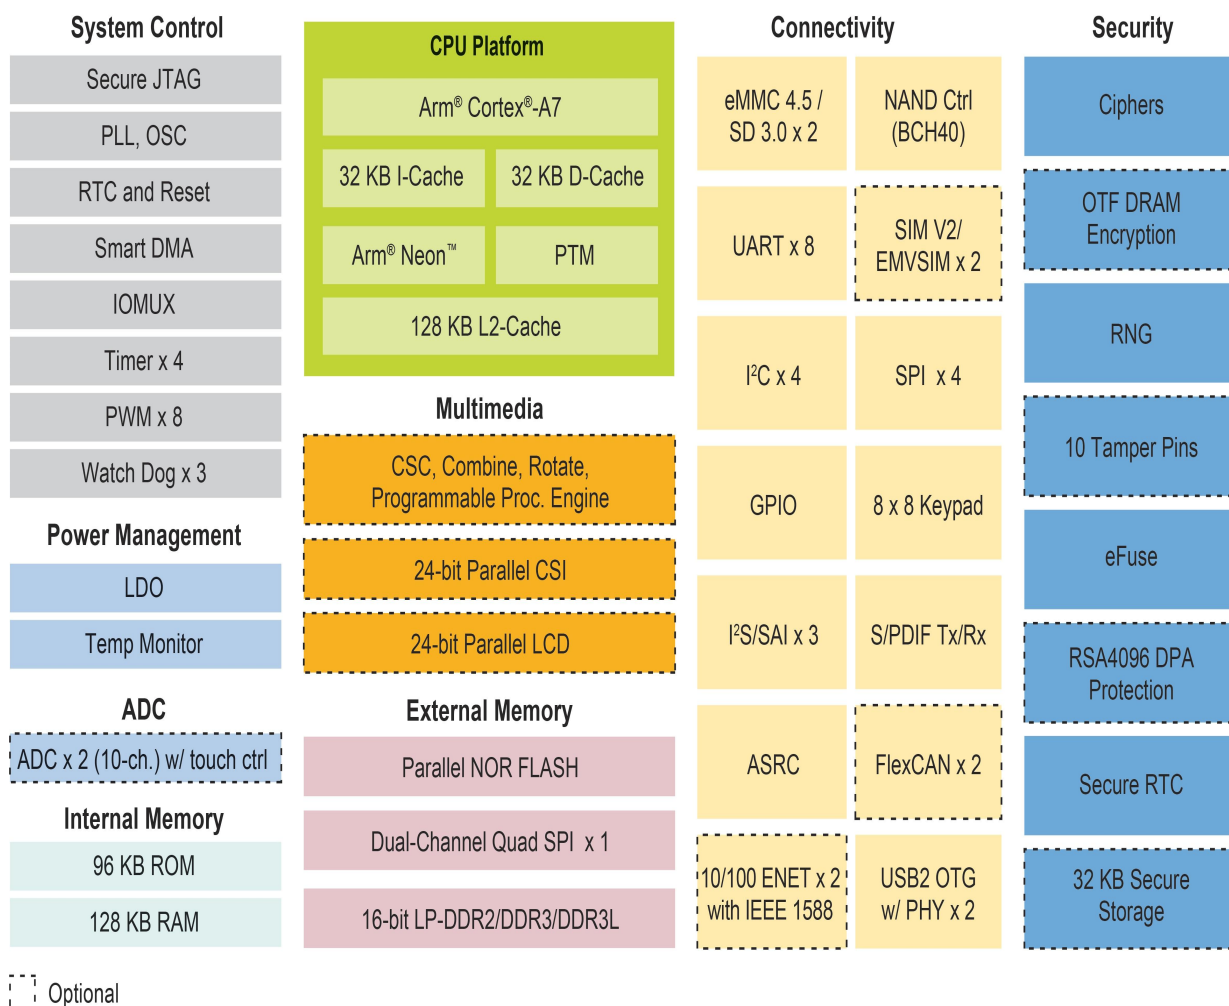 System Control
Secure JTAG
PLL, OSC
RTC and Reset
Smart DMA
IOMUX
Timer x 4
PWM x 8
Watch Dog x 3
Power Management
LDO
Temp Monitor
ADC
ADC x 2 (10-ch.) w/ touch ctrl
Internal Memory
96 KB ROM
128 KB RAM
CPU Platform
Arm® Cortex®-A7
32 KB I-Cache
32 KB D-Cache
Arm® Neon™
PTM
128 KB L2-Cache
Multimedia
CSC, Combine, Rotate,
Programmable Proc. Engine
24-bit Parallel CSI
24-bit Parallel LCD
External Memory
Parallel NOR FLASH
Dual-Channel Quad SPI x 1
16-bit LP-DDR2/DDR3/DDR3L
Connectivity
eMMC 4.5 /
SD 3.0 x 2
NAND Ctrl
(BCH40)
UART x 8
SIM V2/
EMVSIM x 2
I²C x 4
SPI x 4
GPIO
8 x 8 Keypad
I²S/SAI x 3
S/PDIF Tx/Rx
ASRC
FlexCAN x 2
10/100 ENET x 2
with IEEE 1588
USB2 OTG
w/ PHY x 2
Security
Ciphers
OTF DRAM
Encryption
RNG
10 Tamper Pins
eFuse
RSA4096 DPA
Protection
Secure RTC
32 KB Secure
Storage
Optional